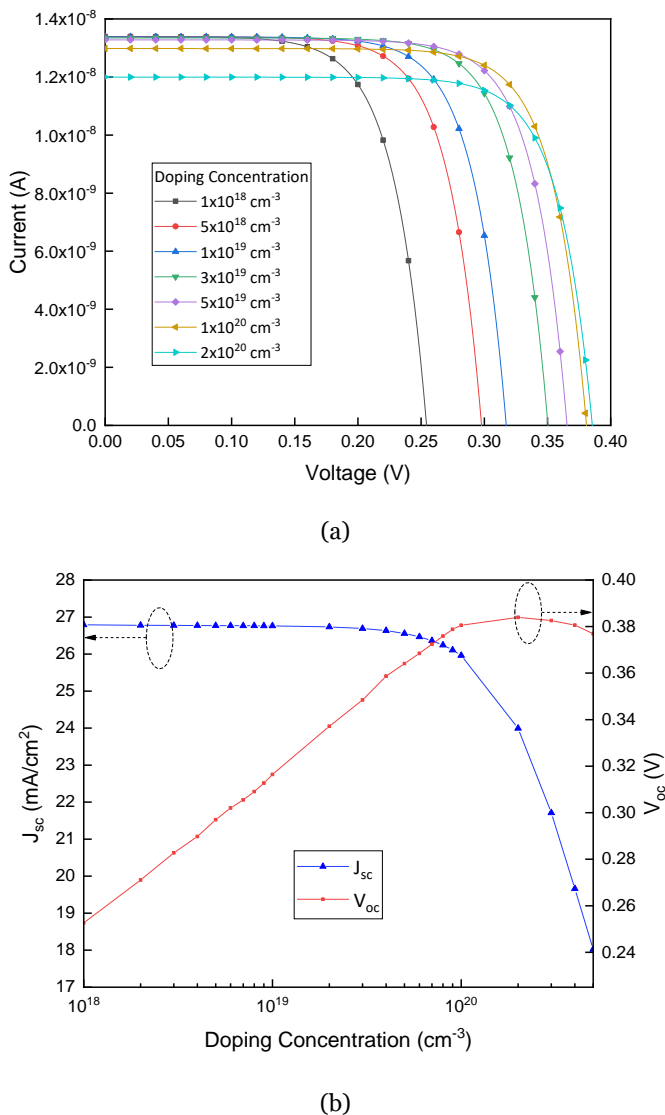 1.4x10⁻⁸
1.2x10⁻⁸
1.0x10⁻⁸
8.0x10⁻⁹
6.0x10⁻⁹
4.0x10⁻⁹
2.0x10⁻⁹
0.0
Current (A)
Doping Concentration
1x10¹⁸ cm⁻³
5x10¹⁸ cm⁻³
1x10¹⁹ cm⁻³
3x10¹⁹ cm⁻³
5x10¹⁹ cm⁻³
1x10²⁰ cm⁻³
2x10²⁰ cm⁻³
0.00 0.05 0.10 0.15 0.20 0.25 0.30 0.35 0.40
Voltage (V)
(a)
28
27
26
25
24
23
22
21
20
19
18
17
J_sc (mA/cm²)
J_sc
V_oc
0.40
0.38
0.36
0.34
0.32
0.30
0.28
0.26
0.24
V_oc (V)
10¹⁸ 10¹⁹ 10²⁰
Doping Concentration (cm⁻³)
(b)